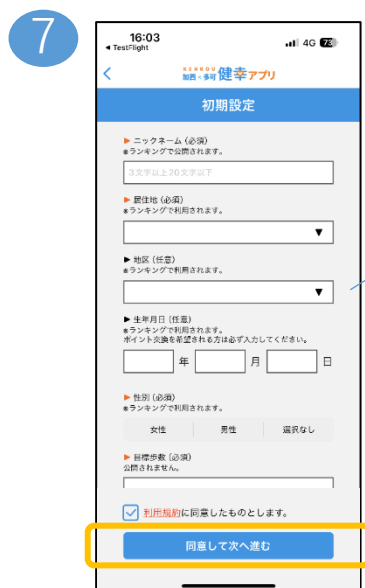 7
16:03
◀ TestFlight
4G 73
KENKOU
加西×多可 健幸アプリ
初期設定
▶ ニックネーム (必須)
※ランキングで公開されます。
3文字以上20文字以下
▶ 居住地 (必須)
※ランキングで利用されます。
▼
▶ 地区 (任意)
※ランキングで利用されます。
▼
▶ 生年月日 (任意)
※ランキングで利用されます。
ポイント交換を希望される方は必ず入力してください。
年 月 日
▶ 性別 (必須)
※ランキングで利用されます。
女性 男性 選択なし
▶ 目標歩数 (必須)
公開されません。
利用規約に同意したものとします。
同意して次へ進む